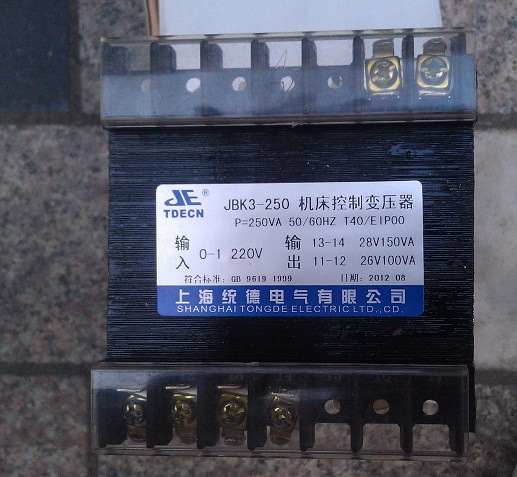 JE®
TDECN
JBK3-250 机床控制变压器
P=250VA 50/60HZ T40/E IP00
输入 0-1 220V
输出 13-14 28V150VA
11-12 26V100VA
符合标准: GB 9619 1999 日期: 2012 08
上海统德电气有限公司
SHANGHAI TONGDE ELECTRIC LTD.,CD.